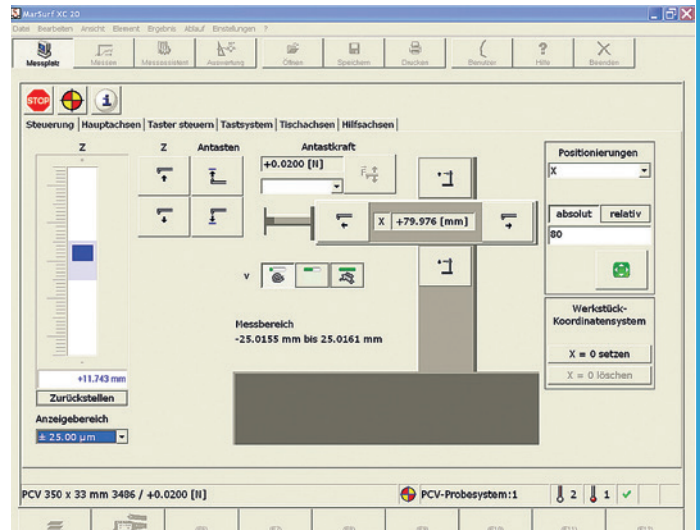 MarSurf XC 20
Datei Bearbeiten Ansicht Element Ergebnis Ablauf Einstellungen ?
Messplatz Messen Messassistent Auswertung Öffnen Speichern Drucken Benutzer Hilfe Beenden
STOP
Steuerung Hauptachsen Taster steuern Tastsystem Tischachsen Hilfsachsen
Z Z Antasten Antastkraft Positionierungen
+0.0200 [N]
X
absolut relativ
X +79.976 [mm]
80
v
Messbereich
-25.0155 mm bis 25.0161 mm
Werkstück-
Koordinatensystem
X = 0 setzen
X = 0 löschen
+11.743 mm
Zurückstellen
Anzeigebereich
± 25.00 µm
PCV 350 x 33 mm 3486 / +0.0200 [N] PCV-Probesystem:1 2 1